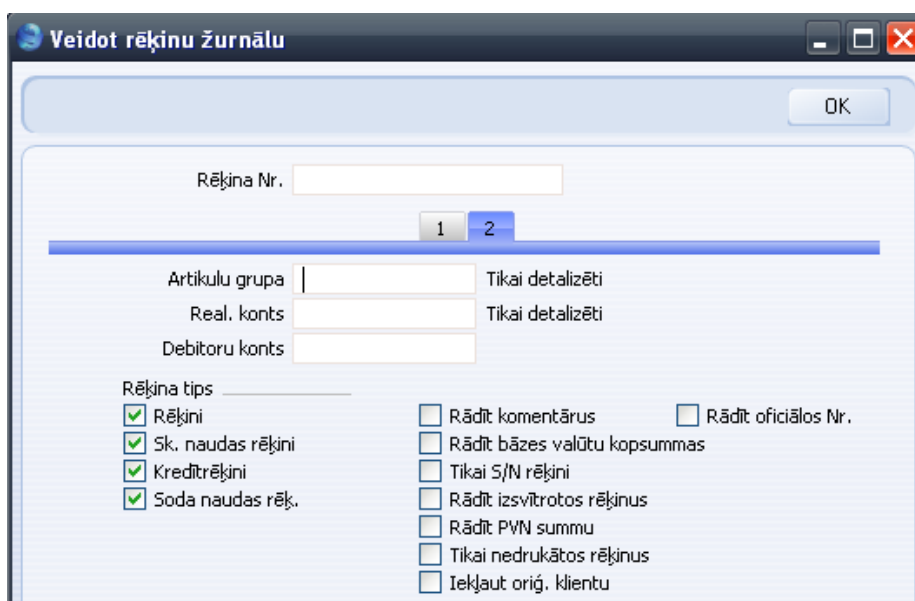 Veidot rēķinu žurnālu
OK
Rēķina Nr.
1 2
Artikulu grupa Tikai detalizēti
Real. konts Tikai detalizēti
Debitoru konts
Rēķina tips
Rēķini Rādīt komentārus Rādīt oficiālos Nr.
Sk. naudas rēķini Rādīt bāzes valūtu kopsummas
Kredītrēķini Tikai S/N rēķini
Soda naudas rēķ. Rādīt izsvītrotos rēķinus
Rādīt PVN summu
Tikai nedrukātos rēķinus
Iekļaut oriģ. klientu